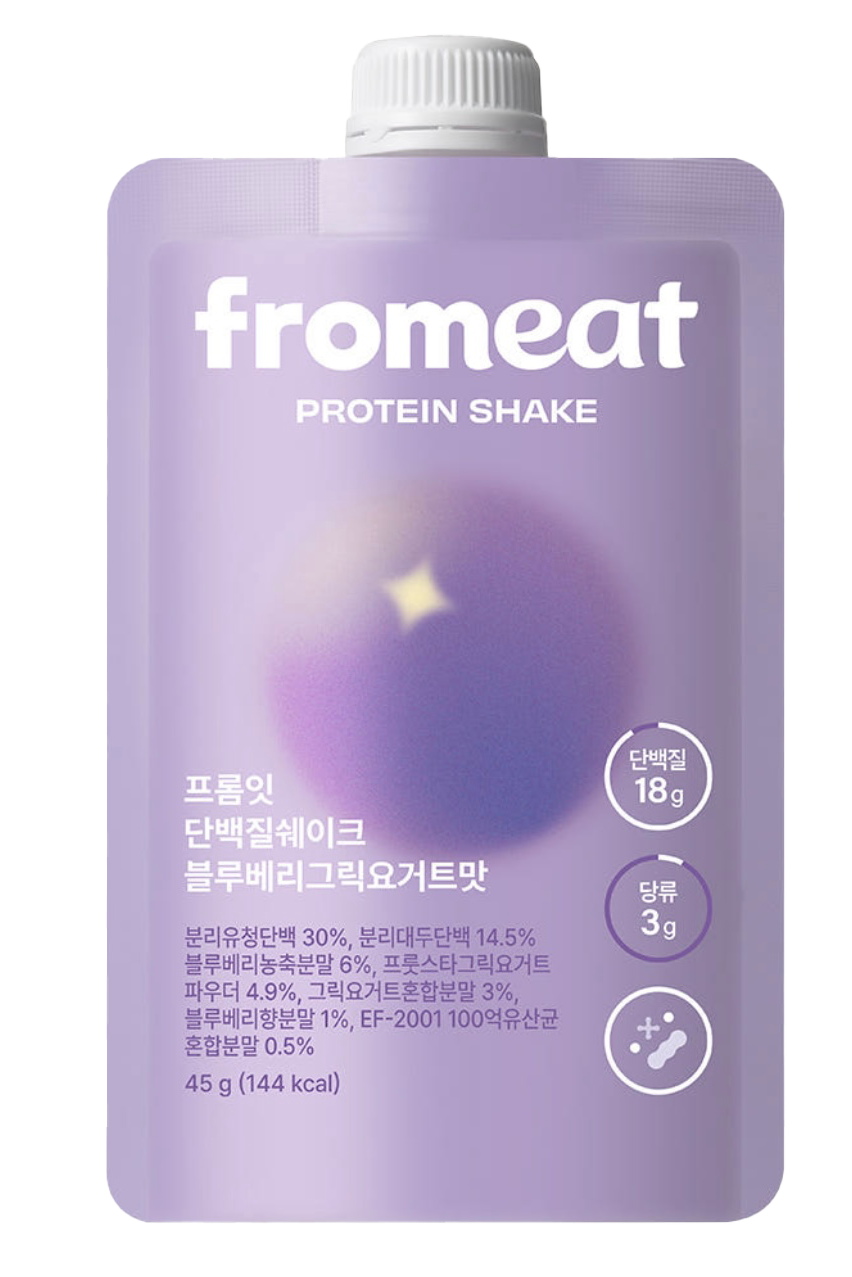 fromeat
PROTEIN SHAKE
단백질
18g
프롬잇
단백질쉐이크
블루베리그릭요거트맛
당류
3g
분리유청단백 30%, 분리대두단백 14.5%
블루베리농축분말 6%, 프룻스타그릭요거트
파우더 4.9%, 그릭요거트혼합분말 3%,
블루베리향분말 1%, EF-2001 100억유산균
혼합분말 0.5%
45 g (144 kcal)